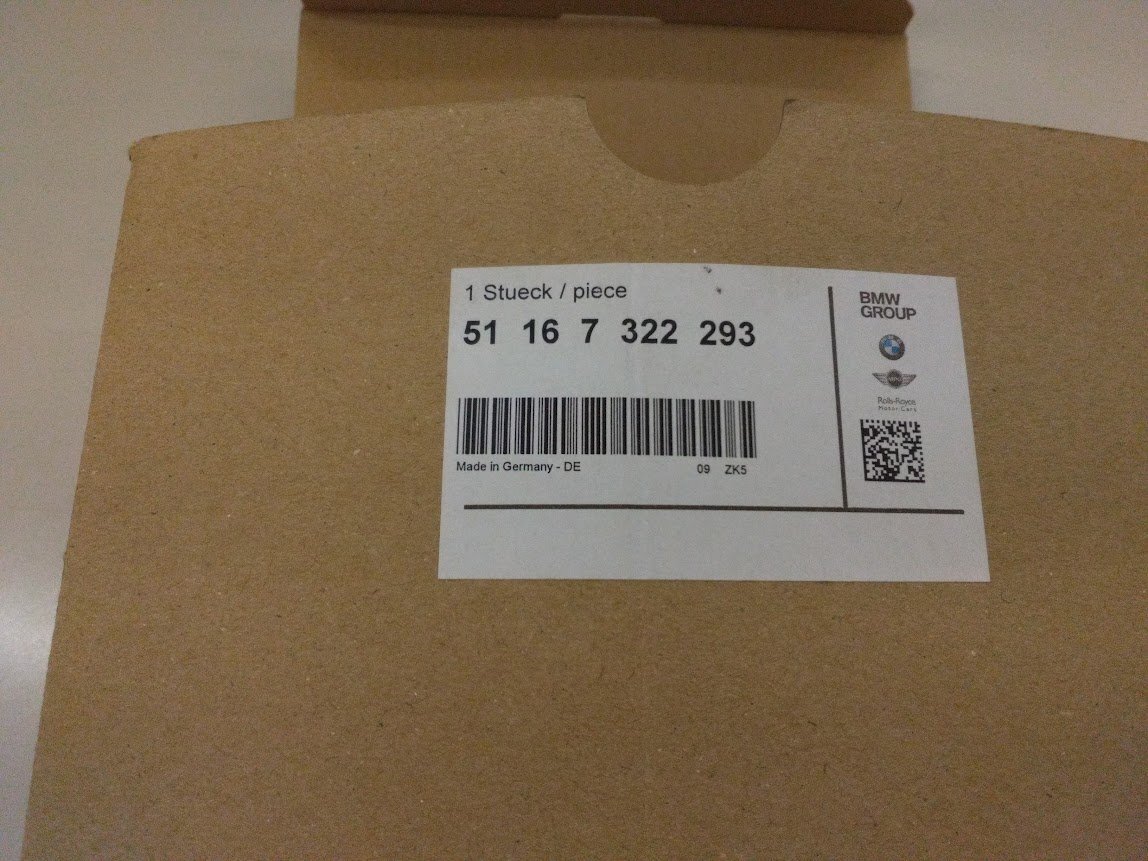 1 Stueck / piece
51 16 7 322 293
Made in Germany - DE
09 ZK5
BMW
GROUP
Rolls-Royce
Motor Cars